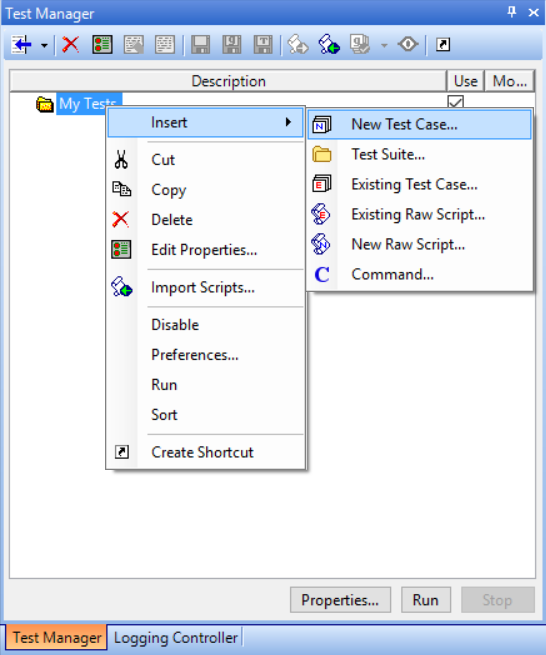 Test Manager
Description Use Mo...
My Tests
Insert
Cut
Copy
Delete
Edit Properties...
Import Scripts...
Disable
Preferences...
Run
Sort
Create Shortcut
New Test Case...
Test Suite...
Existing Test Case...
Existing Raw Script...
New Raw Script...
C Command...
Properties... Run Stop
Test Manager Logging Controller